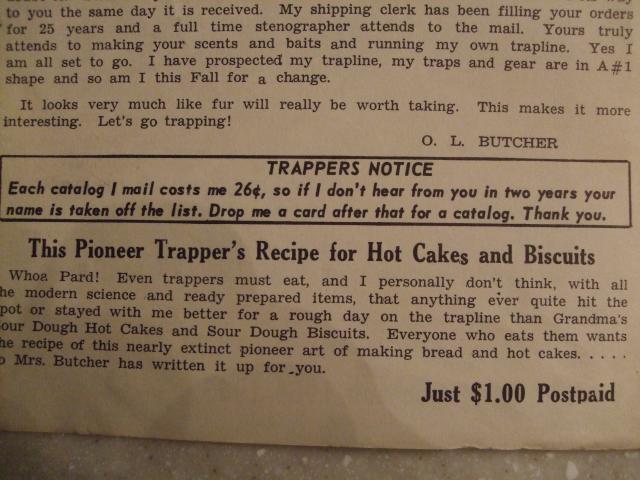 to you the same day it is received. My shipping clerk has been filling your orders
for 25 years and a full time stenographer attends to the mail. Yours truly
attends to making your scents and baits and running my own trapline. Yes I
am all set to go. I have prospected my trapline, my traps and gear are in A#1
shape and so am I this Fall for a change.
It looks very much like fur will really be worth taking. This makes it more
interesting. Let's go trapping!
O. L. BUTCHER
TRAPPERS NOTICE
Each catalog I mail costs me 26¢, so if I don't hear from you in two years your
name is taken off the list. Drop me a card after that for a catalog. Thank you.
This Pioneer Trapper's Recipe for Hot Cakes and Biscuits
Whoa Pard! Even trappers must eat, and I personally don't think, with all
he modern science and ready prepared items, that anything ever quite hit the
pot or stayed with me better for a rough day on the trapline than Grandma's
our Dough Hot Cakes and Sour Dough Biscuits. Everyone who eats them wants
he recipe of this nearly extinct pioneer art of making bread and hot cakes. . . . .
o Mrs. Butcher has written it up for you.
Just $1.00 Postpaid